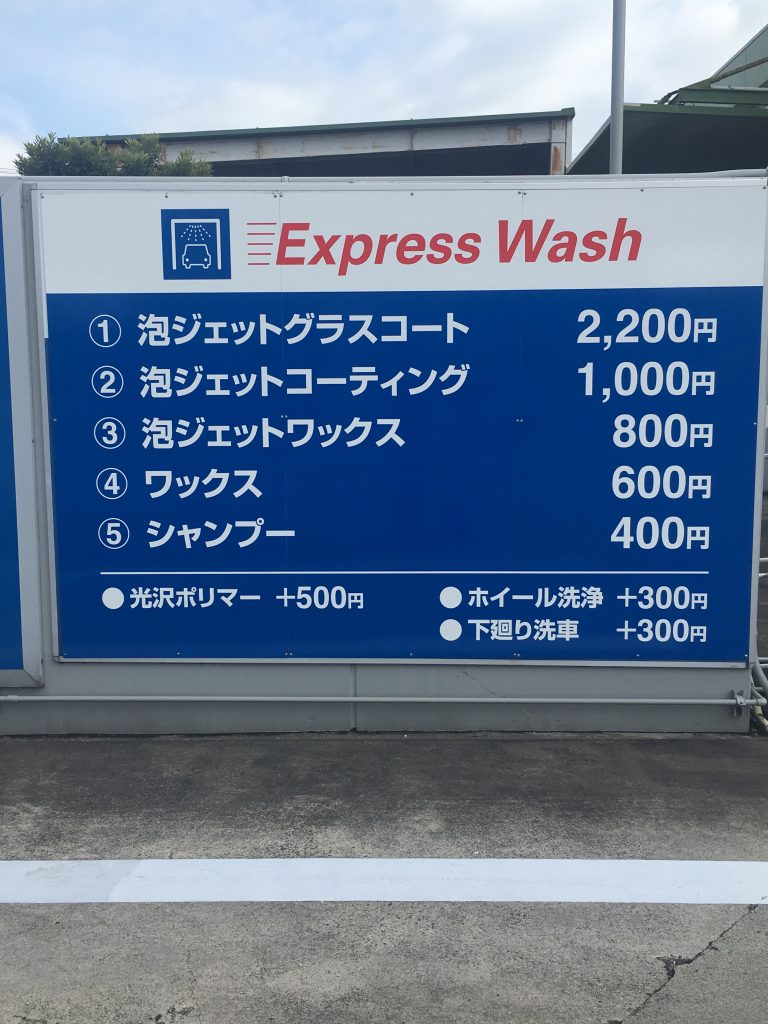 Express Wash
① 泡ジェットグラスコート 2,200円
② 泡ジェットコーティング 1,000円
③ 泡ジェットワックス 800円
④ ワックス 600円
⑤ シャンプー 400円
●光沢ポリマー +500円 ●ホイール洗浄 +300円
●下廻り洗車 +300円